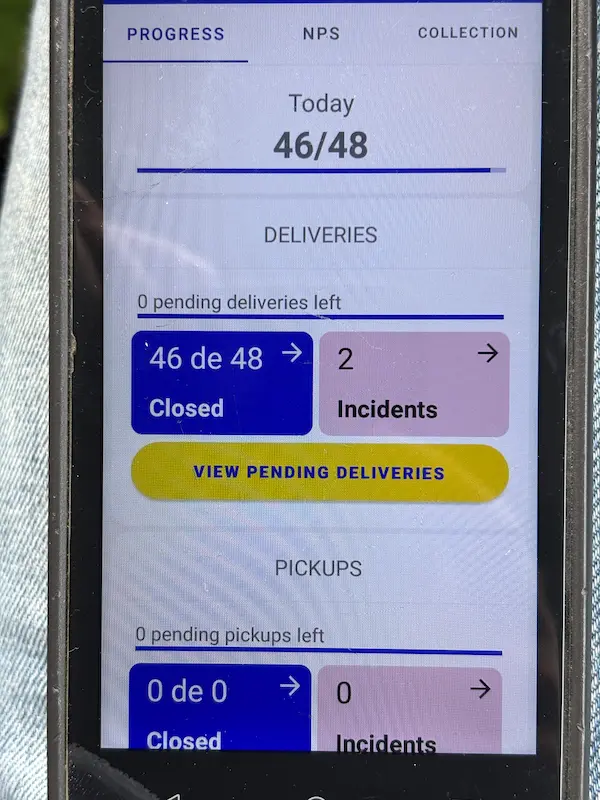 PROGRESS NPS COLLECTION
Today
46/48
DELIVERIES
0 pending deliveries left
46 de 48 2
Closed Incidents
VIEW PENDING DELIVERIES
PICKUPS
0 pending pickups left
0 de 0 0
Closed Incidents